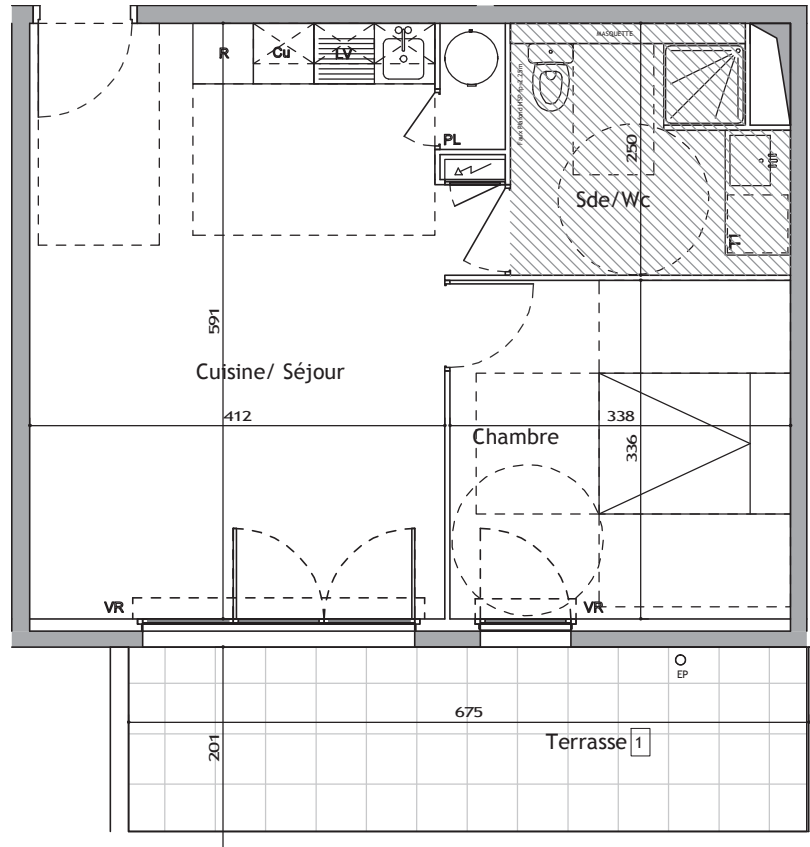 MASQUETTE
R
Cu
LV
PL
250
Sde/Wc
591
Cuisine/ Séjour
412
338
Chambre
336
VR
VR
EP
675
201
Terrasse 1